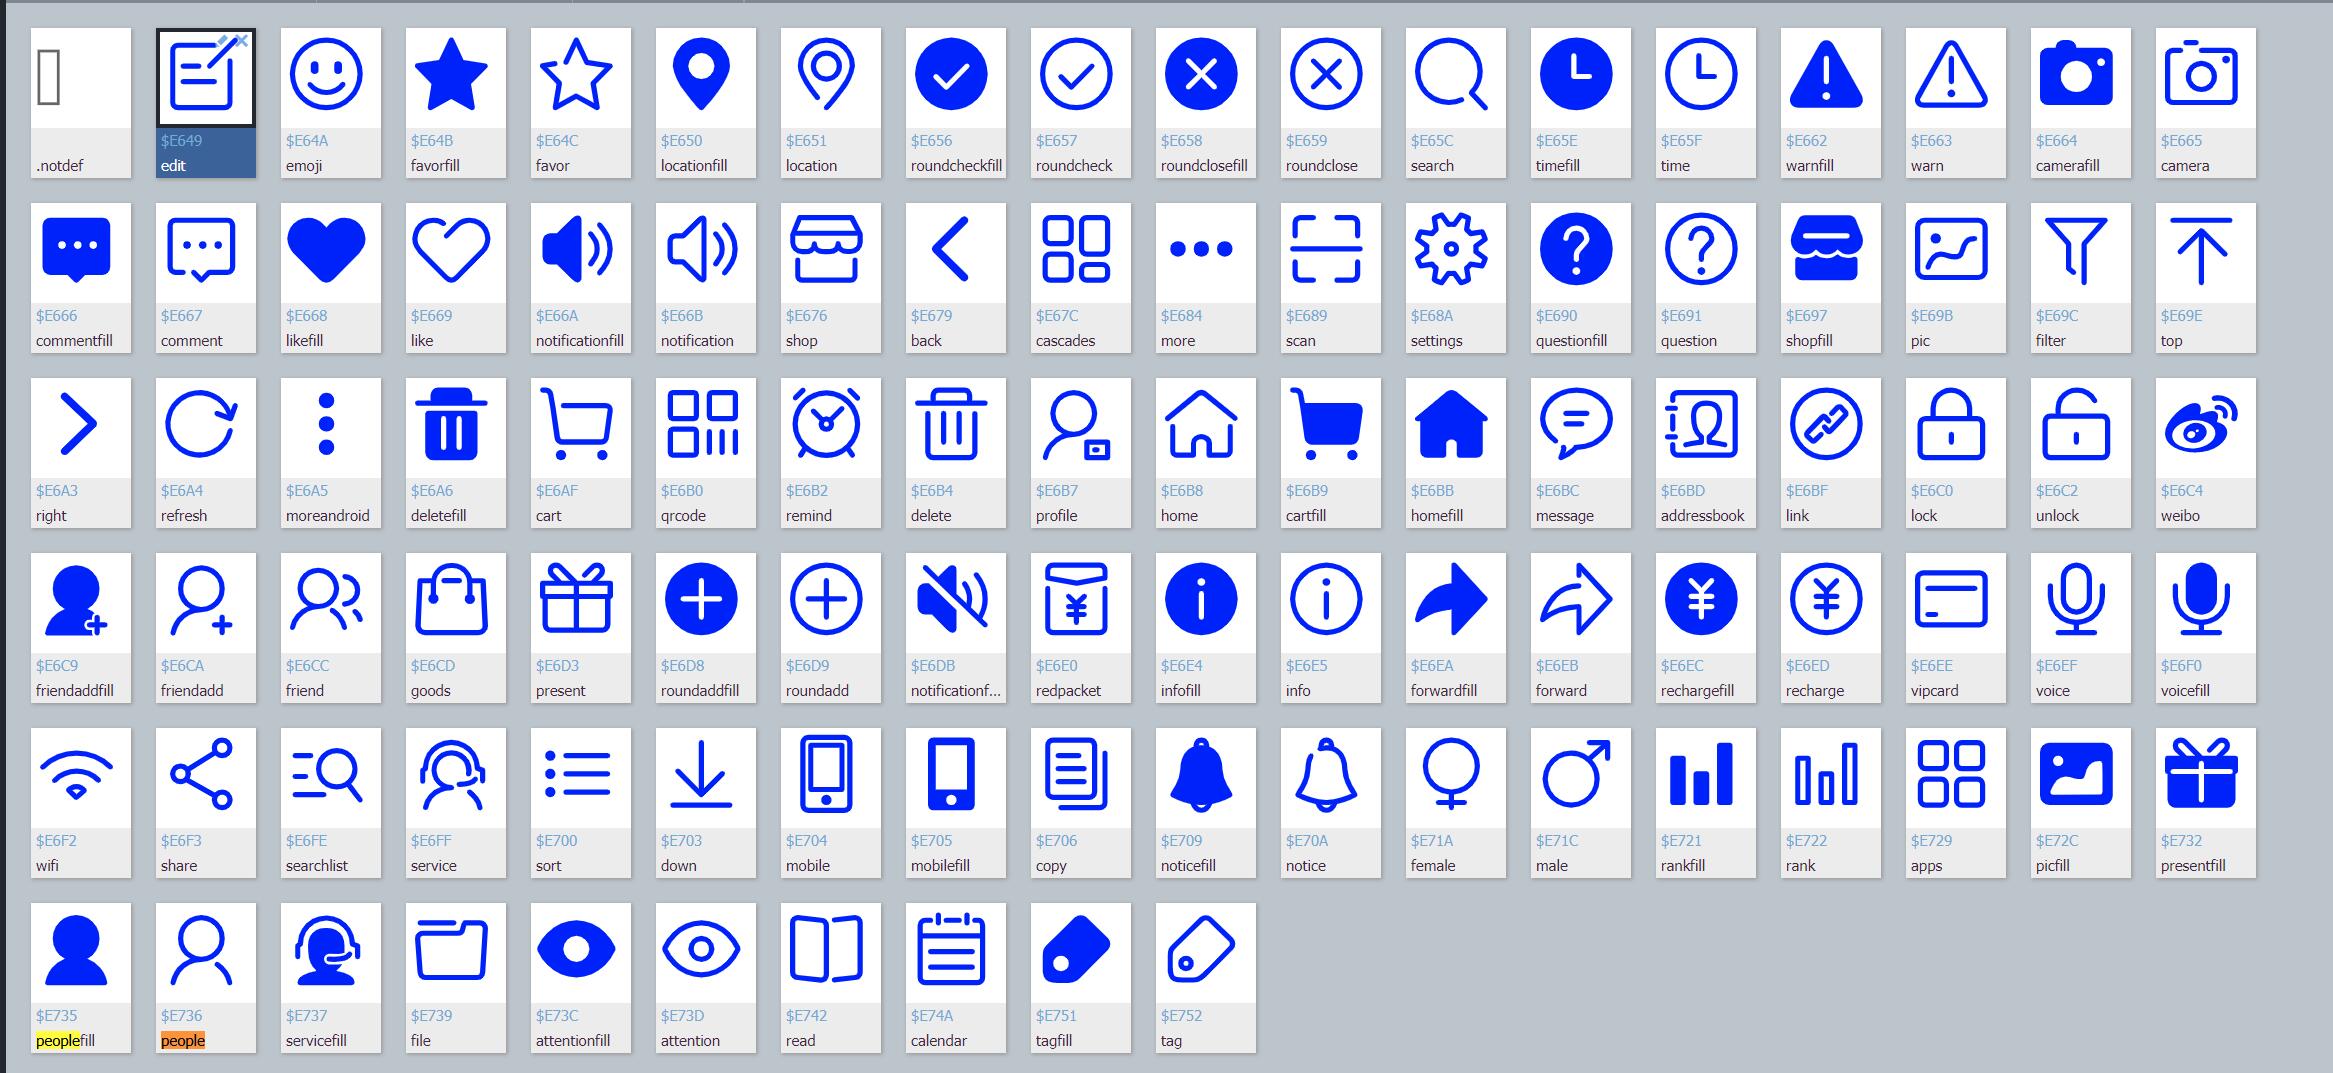 .notdef
$E649
edit
$E64A
emoji
$E64B
favorfill
$E64C
favor
$E650
locationfill
$E651
location
$E656
roundcheckfill
$E657
roundcheck
$E658
roundclosefill
$E659
roundclose
$E65C
search
$E65E
timefill
$E65F
time
$E662
warnfill
$E663
warn
$E664
camerafill
$E665
camera
$E666
commentfill
$E667
comment
$E668
likefill
$E669
like
$E66A
notificationfill
$E66B
notification
$E676
shop
$E679
back
$E67C
cascades
$E684
more
$E689
scan
$E68A
settings
$E690
questionfill
$E691
question
$E697
shopfill
$E69B
pic
$E69C
filter
$E69E
top
$E6A3
right
$E6A4
refresh
$E6A5
moreandroid
$E6A6
deletefill
$E6AF
cart
$E6B0
qrcode
$E6B2
remind
$E6B4
delete
$E6B7
profile
$E6B8
home
$E6B9
cartfill
$E6BB
homefill
$E6BC
message
$E6BD
addressbook
$E6BF
link
$E6C0
lock
$E6C2
unlock
$E6C4
weibo
$E6C9
friendaddfill
$E6CA
friendadd
$E6CC
friend
$E6CD
goods
$E6D3
present
$E6D8
roundaddfill
$E6D9
roundadd
$E6DB
notificationf...
$E6E0
redpacket
$E6E4
infofill
$E6E5
info
$E6EA
forwardfill
$E6EB
forward
$E6EC
rechargefill
$E6ED
recharge
$E6EE
vipcard
$E6EF
voice
$E6F0
voicefill
$E6F2
wifi
$E6F3
share
$E6FE
searchlist
$E6FF
service
$E700
sort
$E703
down
$E704
mobile
$E705
mobilefill
$E706
copy
$E709
noticefill
$E70A
notice
$E71A
female
$E71C
male
$E721
rankfill
$E722
rank
$E729
apps
$E72C
picfill
$E732
presentfill
$E735
peoplefill
$E736
people
$E737
servicefill
$E739
file
$E73C
attentionfill
$E73D
attention
$E742
read
$E74A
calendar
$E751
tagfill
$E752
tag